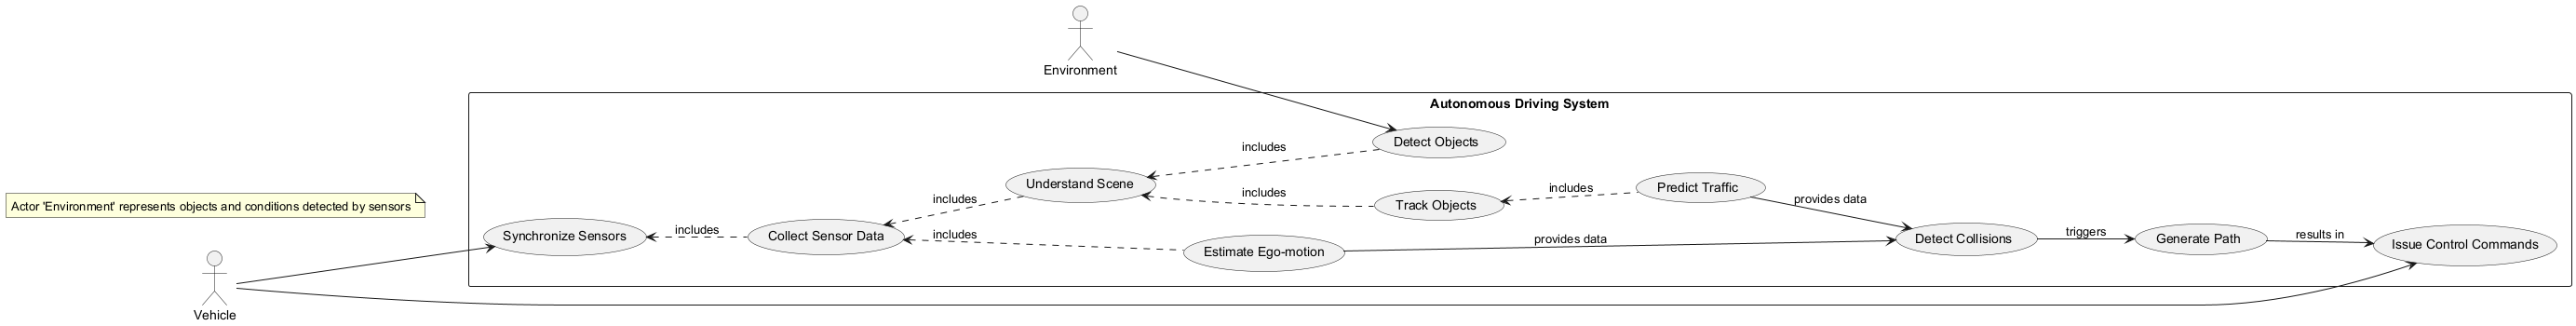 Environment
Autonomous Driving System
Detect Objects
includes
Understand Scene
includes
Predict Traffic
includes
Track Objects
includes
provides data
Actor 'Environment' represents objects and conditions detected by sensors
Synchronize Sensors
includes
Collect Sensor Data
includes
Estimate Ego-motion
provides data
Detect Collisions
triggers
Generate Path
results in
Issue Control Commands
Vehicle